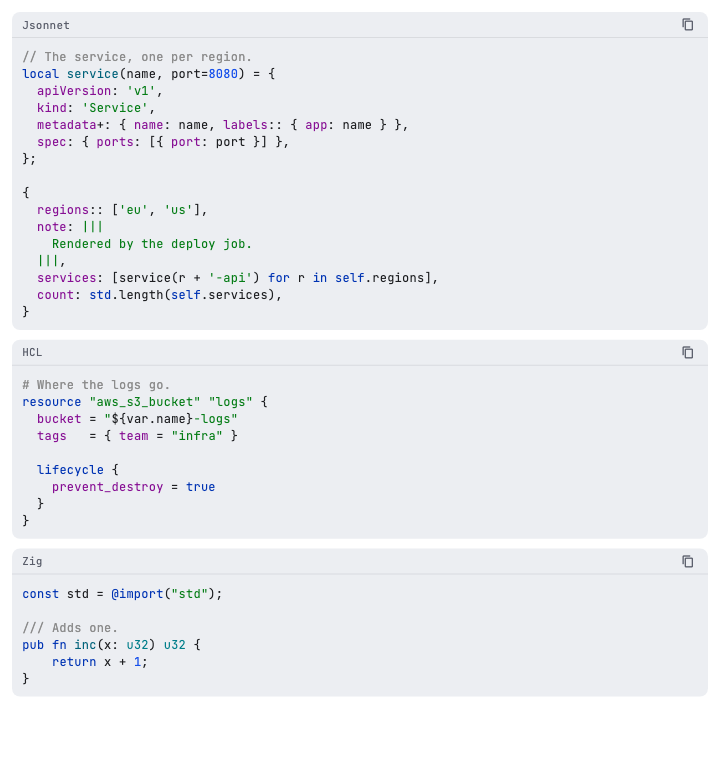 Jsonnet
// The service, one per region.
local service(name, port=8080) = {
  apiVersion: 'v1',
  kind: 'Service',
  metadata+: { name: name, labels:: { app: name } },
  spec: { ports: [{ port: port }] },
};

{
  regions:: ['eu', 'us'],
  note: |||
    Rendered by the deploy job.
  |||,
  services: [service(r + '-api') for r in self.regions],
  count: std.length(self.services),
}
HCL
# Where the logs go.
resource "aws_s3_bucket" "logs" {
  bucket = "${var.name}-logs"
  tags   = { team = "infra" }

  lifecycle {
    prevent_destroy = true
  }
}
Zig
const std = @import("std");

/// Adds one.
pub fn inc(x: u32) u32 {
    return x + 1;
}